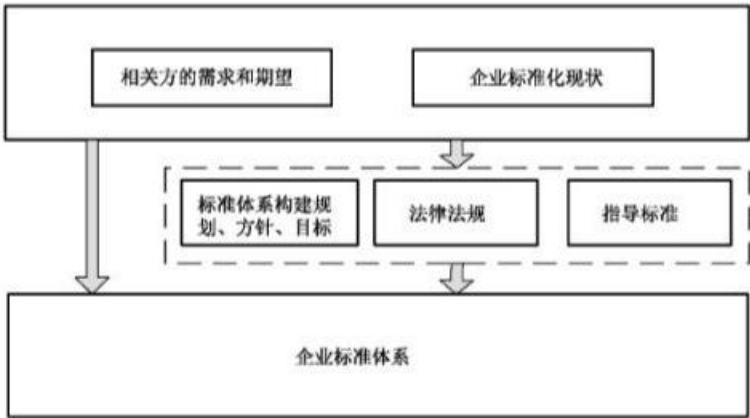 相关方的需求和期望
企业标准化现状
标准体系构建规
划、方针、目标
法律法规
指导标准
企业标准体系